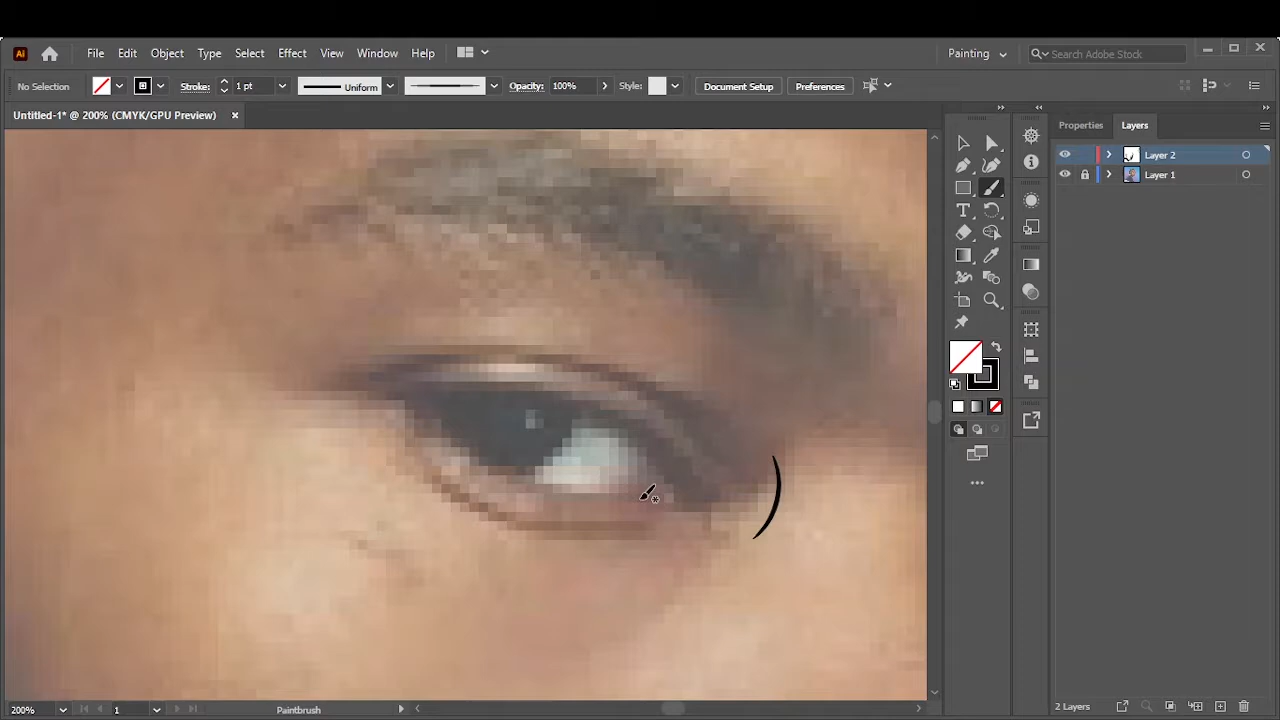 Ai File Edit Object Type Select Effect View Window Help Painting Search Adobe Stock
No Selection Stroke: 1 pt Uniform Opacity: 100% Style: Document Setup Preferences
Untitled-1* @ 200% (CMYK/GPU Preview) × Properties Layers
Layer 2
Layer 1
T
200% 1 Paintbrush 2 Layers